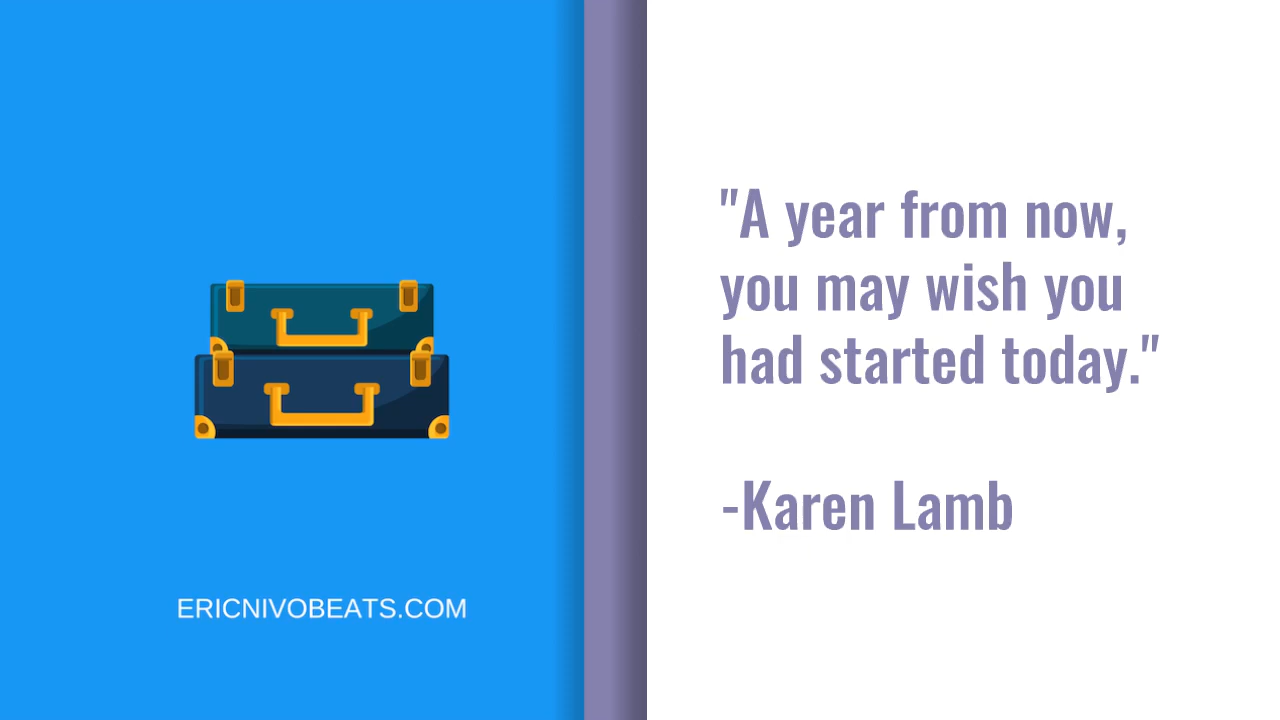 "A year from now,
you may wish you
had started today."
-Karen Lamb
ERICNIVOBEATS.COM